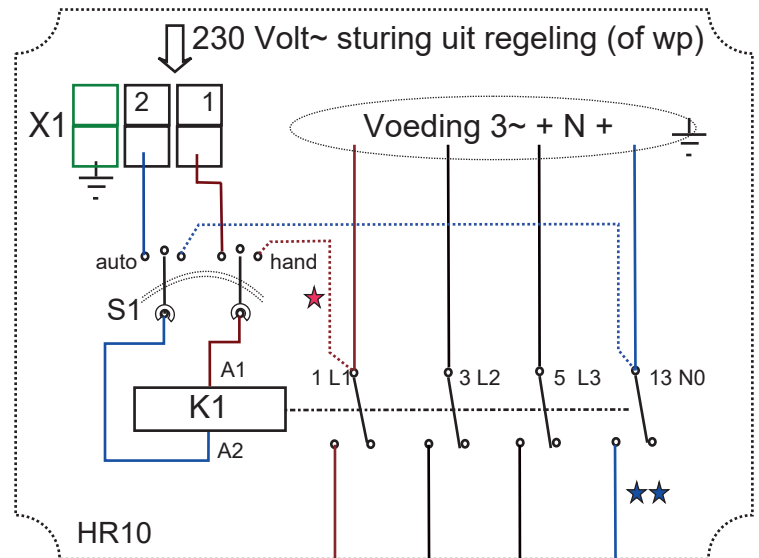 230 Volt~ sturing uit regeling (of wp)
X1
2
1
Voeding 3~ + N +
auto
hand
S1
A1
1 L1
3 L2
5 L3
13 N0
K1
A2
HR10